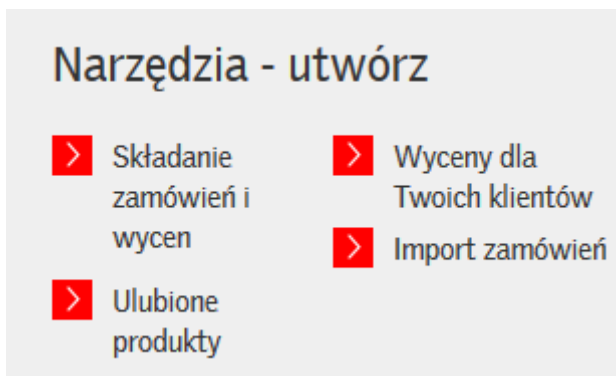 Narzędzia - utwórz
Składanie
zamówień i
wycen
Ulubione
produkty
Wyceny dla
Twoich klientów
Import zamówień